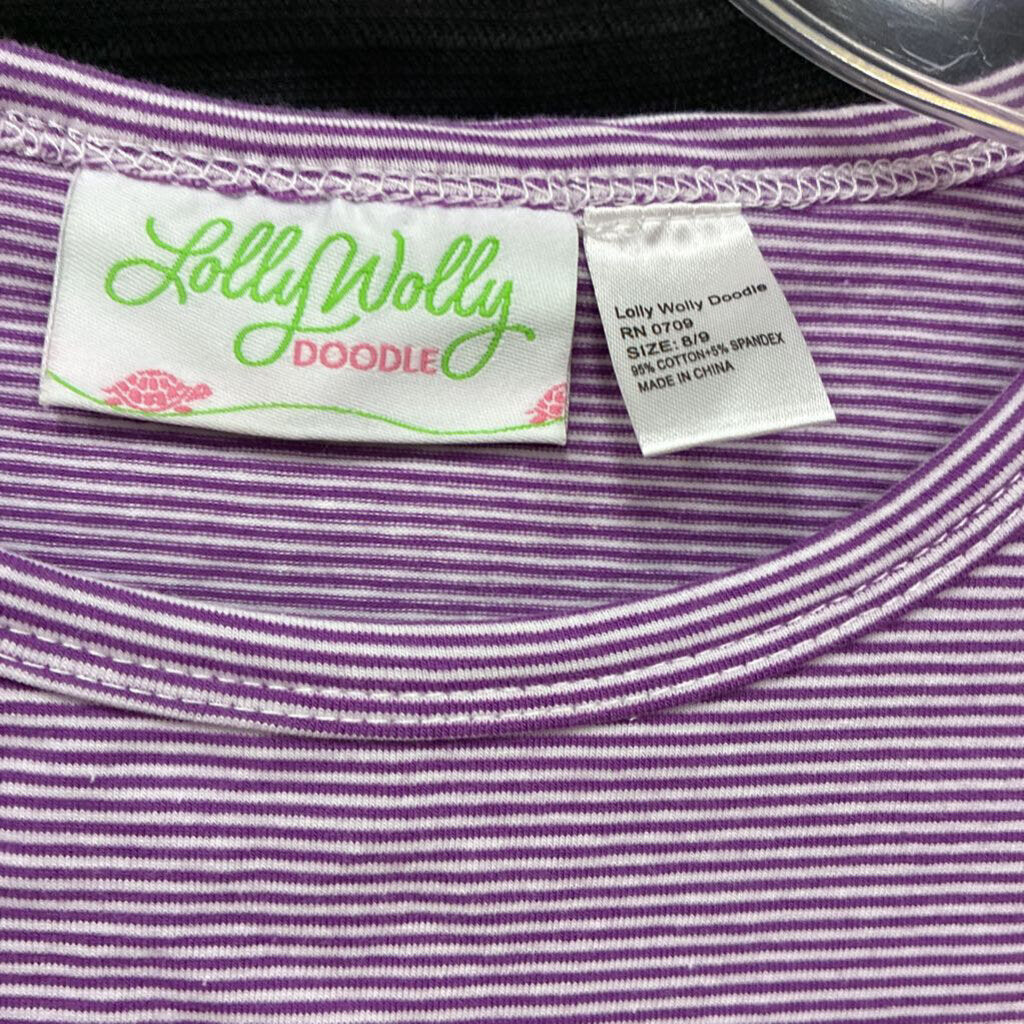 Lolly Wolly
DOODLE
Lolly Wolly Doodle
RN 0709
SIZE: 8/9
95% COTTON+5% SPANDEX
MADE IN CHINA